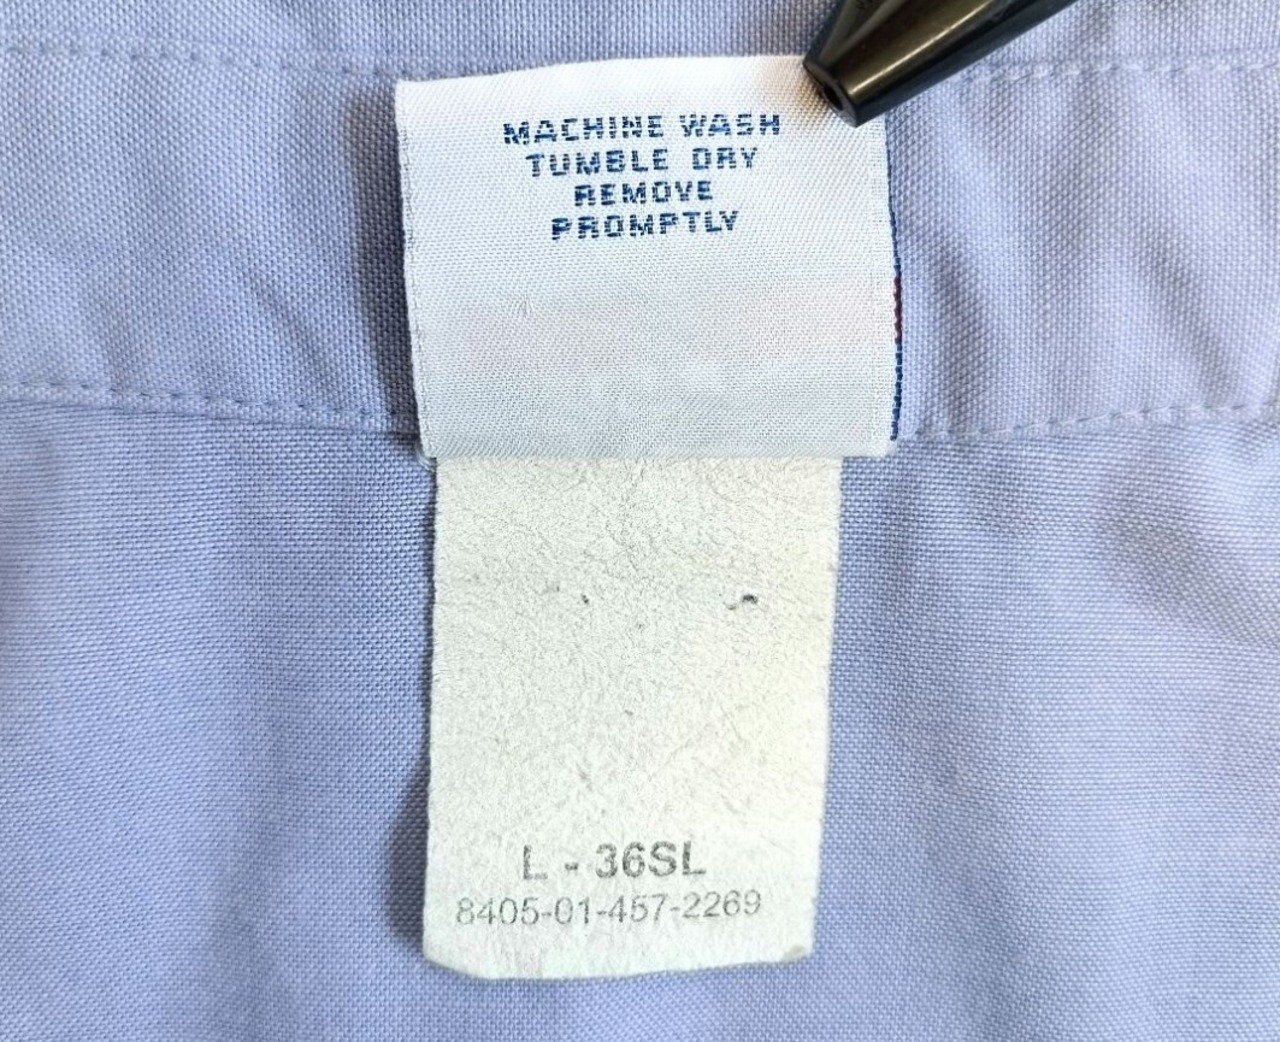 MACHINE WASH
TUMBLE DRY
REMOVE
PROMPTLY
L - 36SL
8405-01-457-2269